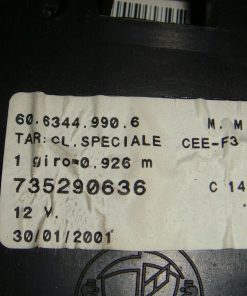 60.6344.990.6 M.M
TAR:CL.SPECIALE CEE-F3
1 giro=0.926 m
735290636 C 14
12 V.
30/01/2001